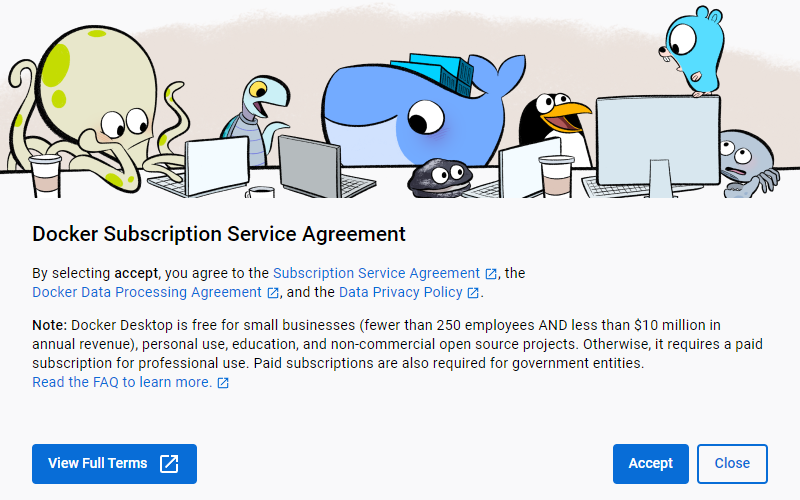 Docker Subscription Service Agreement
By selecting accept, you agree to the Subscription Service Agreement, the
Docker Data Processing Agreement, and the Data Privacy Policy.
Note: Docker Desktop is free for small businesses (fewer than 250 employees AND less than $10 million in
annual revenue), personal use, education, and non-commercial open source projects. Otherwise, it requires a paid
subscription for professional use. Paid subscriptions are also required for government entities.
Read the FAQ to learn more.
View Full Terms
Accept
Close